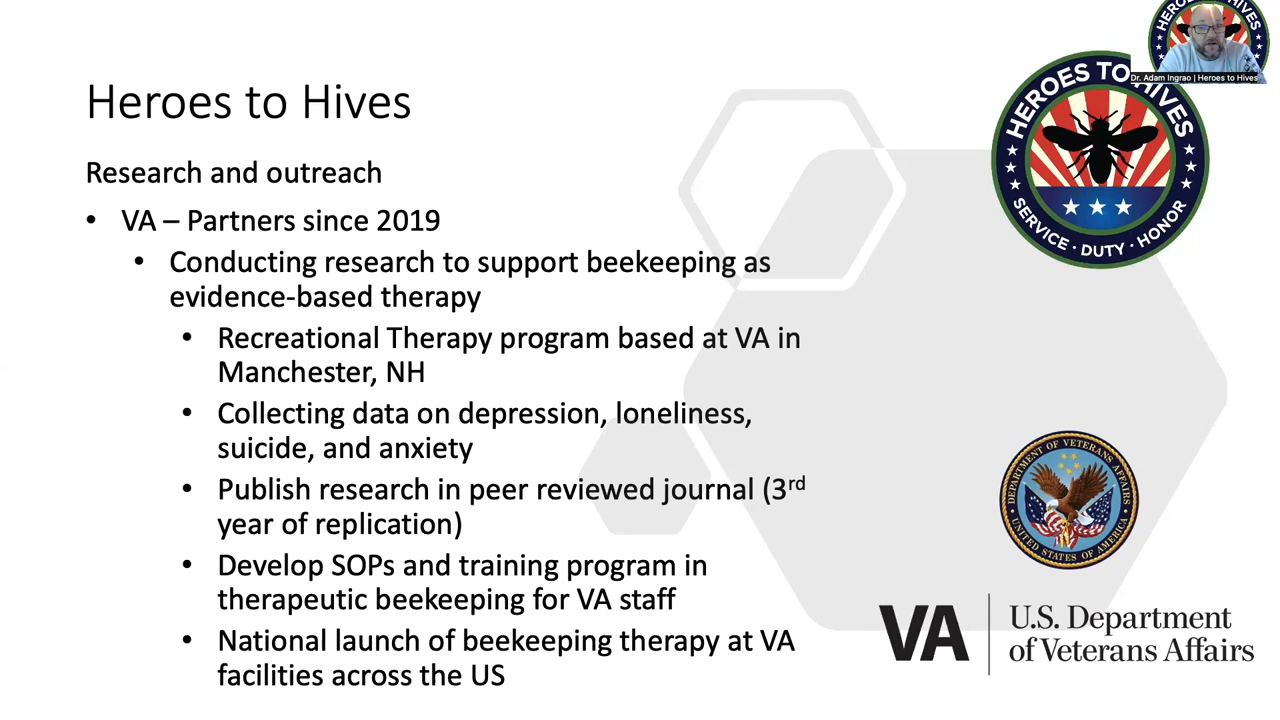 HEROES TO HIVES
Dr. Adam Ingrao | Heroes to Hives
HEROES TO HIVES
SERVICE · DUTY · HONOR
Heroes to Hives
Research and outreach
• VA – Partners since 2019
• Conducting research to support beekeeping as
evidence-based therapy
• Recreational Therapy program based at VA in
Manchester, NH
• Collecting data on depression, loneliness,
suicide, and anxiety
• Publish research in peer reviewed journal (3rd
year of replication)
• Develop SOPs and training program in
therapeutic beekeeping for VA staff
• National launch of beekeeping therapy at VA
facilities across the US
DEPARTMENT OF VETERANS AFFAIRS
UNITED STATES OF AMERICA
VA
U.S. Department
of Veterans Affairs